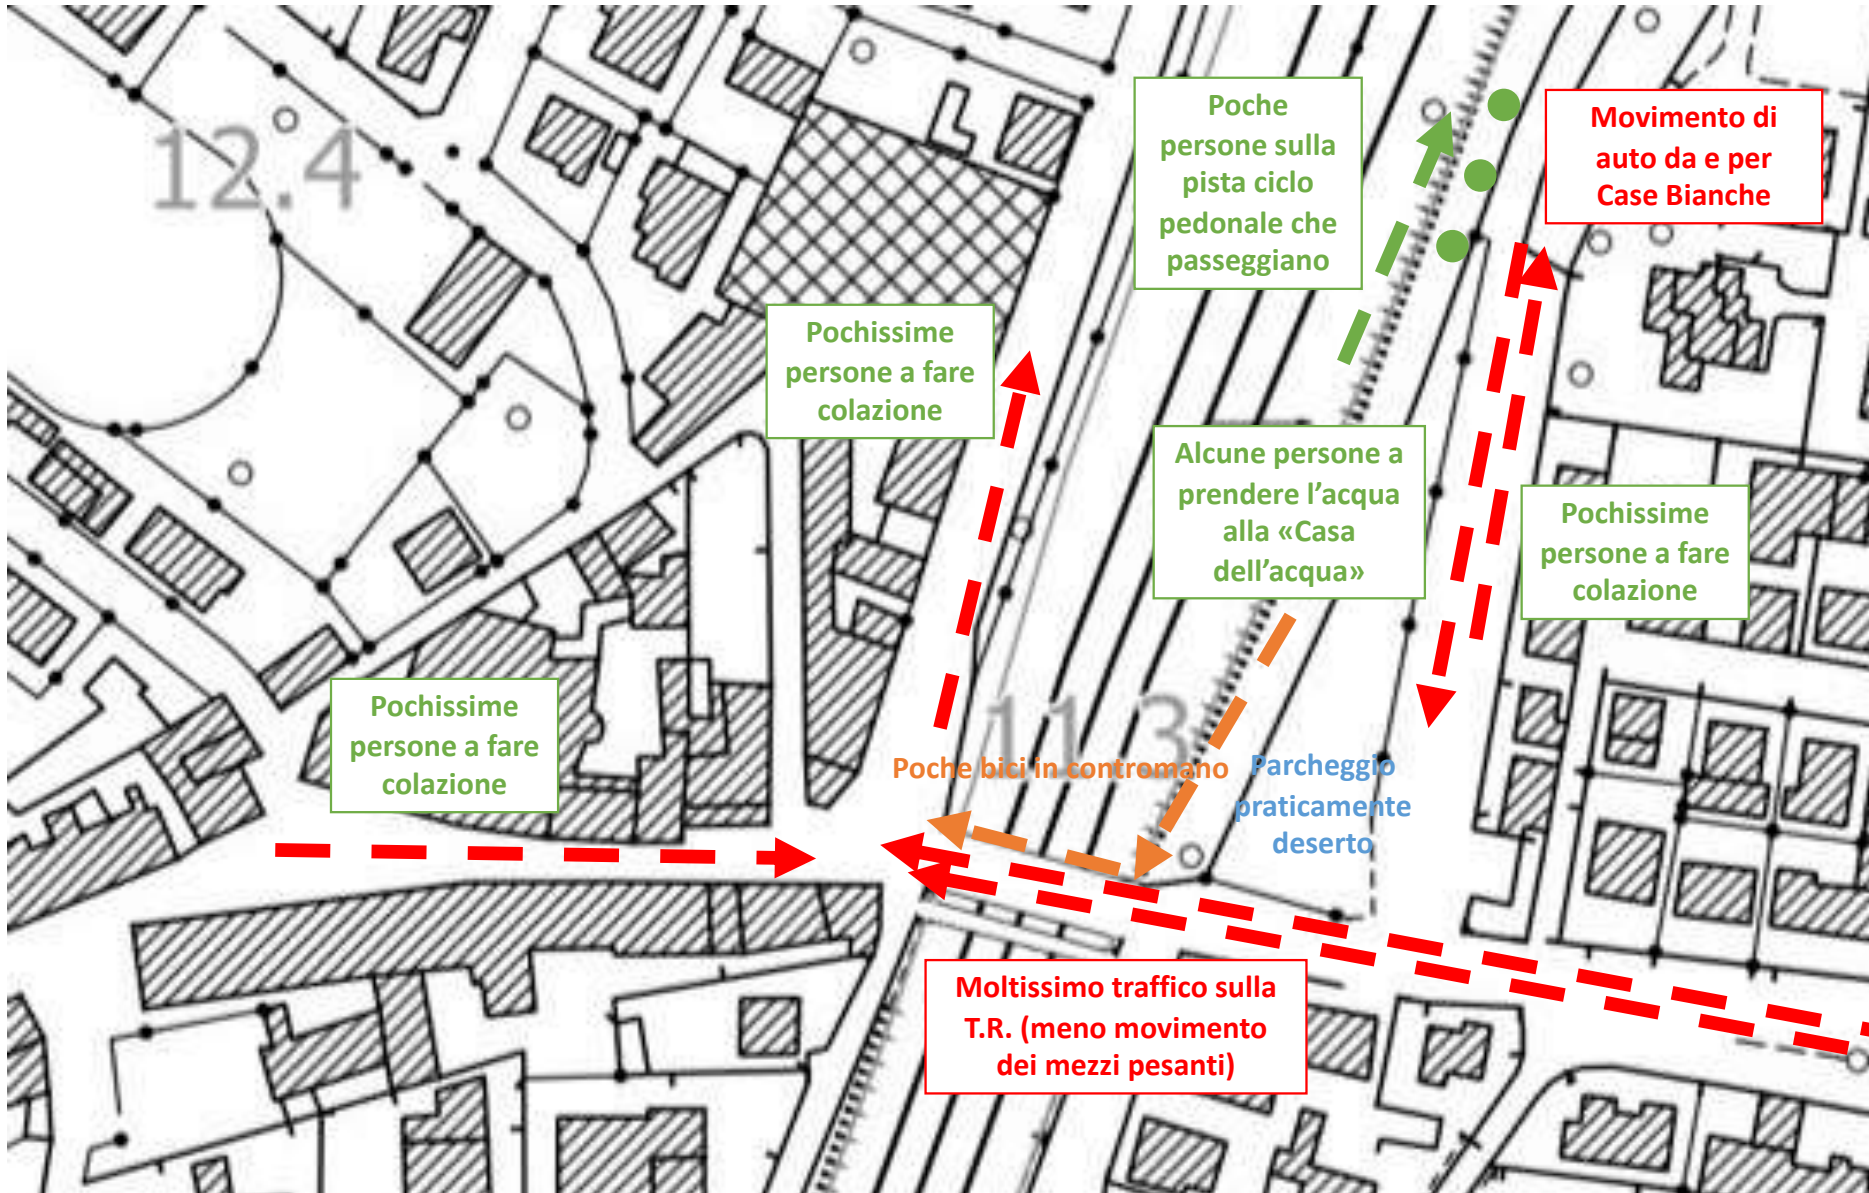 12.4
Poche
persone sulla
pista ciclo
pedonale che
passeggiano
Movimento di
auto da e per
Case Bianche
Pochissime
persone a fare
colazione
Alcune persone a
prendere l’acqua
alla «Casa
dell’acqua»
Pochissime
persone a fare
colazione
Pochissime
persone a fare
colazione
11.3
Poche bici in contromano
Parcheggio
praticamente
deserto
Moltissimo traffico sulla
T.R. (meno movimento
dei mezzi pesanti)